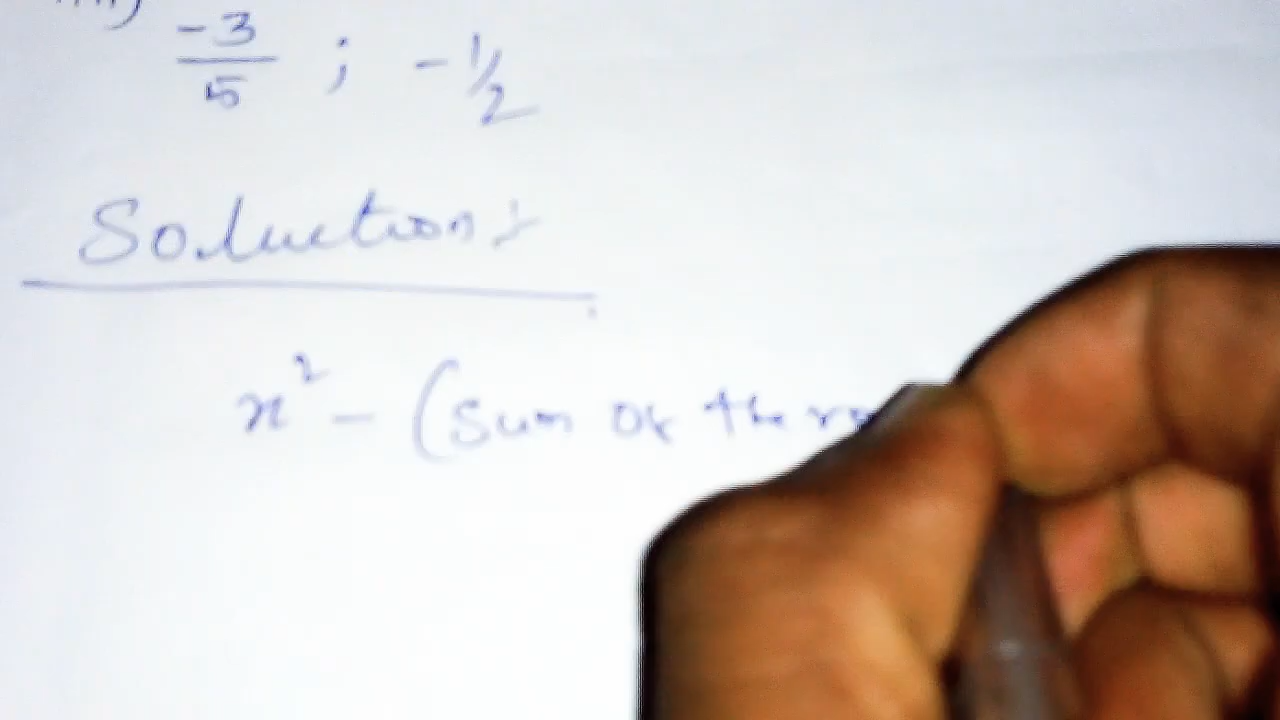 -3/5 ; -1/2
Solution:
x² - (Sum of the